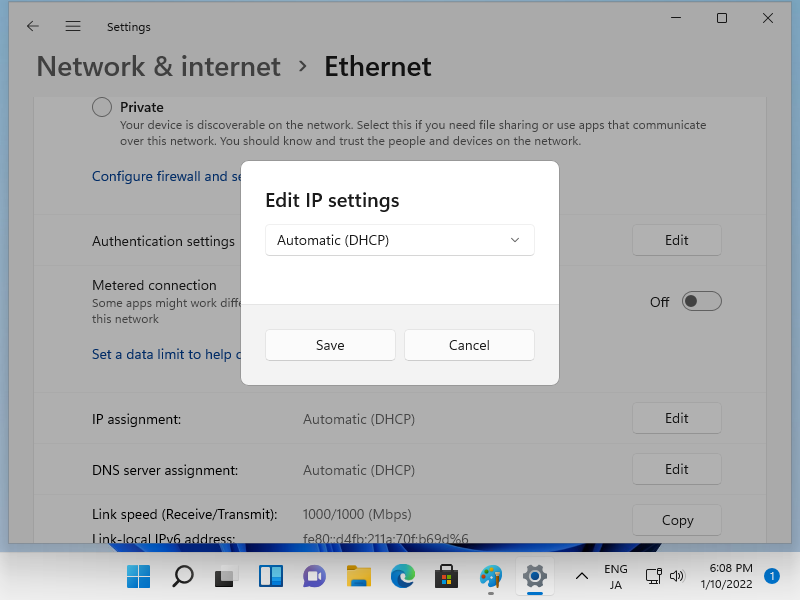 Settings
Network & internet > Ethernet
Private
Your device is discoverable on the network. Select this if you need file sharing or use apps that communicate
over this network. You should know and trust the people and devices on the network.
Configure firewall and se
Edit IP settings
Automatic (DHCP)
Save
Cancel
Authentication settings
Edit
Metered connection
Some apps might work diffe
this network
Off
Set a data limit to help c
IP assignment:
Automatic (DHCP)
Edit
DNS server assignment:
Automatic (DHCP)
Edit
Link speed (Receive/Transmit):
1000/1000 (Mbps)
Copy
Link-local IPv6 address:
fe80::d4fb:211a:70f:b69d%6
ENG
JA
6:08 PM
1/10/2022
1